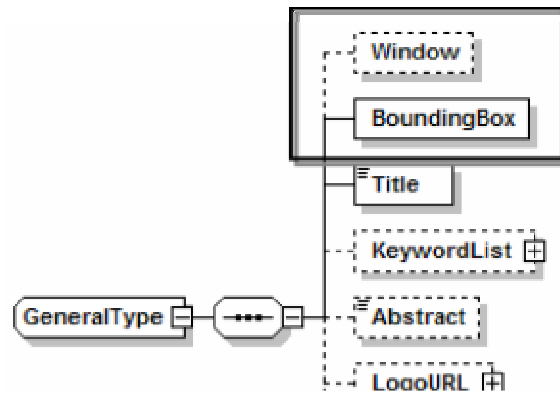 Window
BoundingBox
Title
KeywordList
GeneralType
Abstract
LogoURL